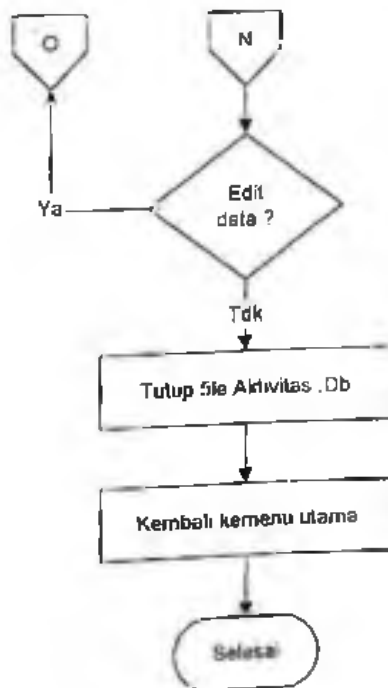 O
N
Edit
data ?
Ya
Tdk
Tutup file Aktivitas .Db
Kembali kemenu utama
Selesai